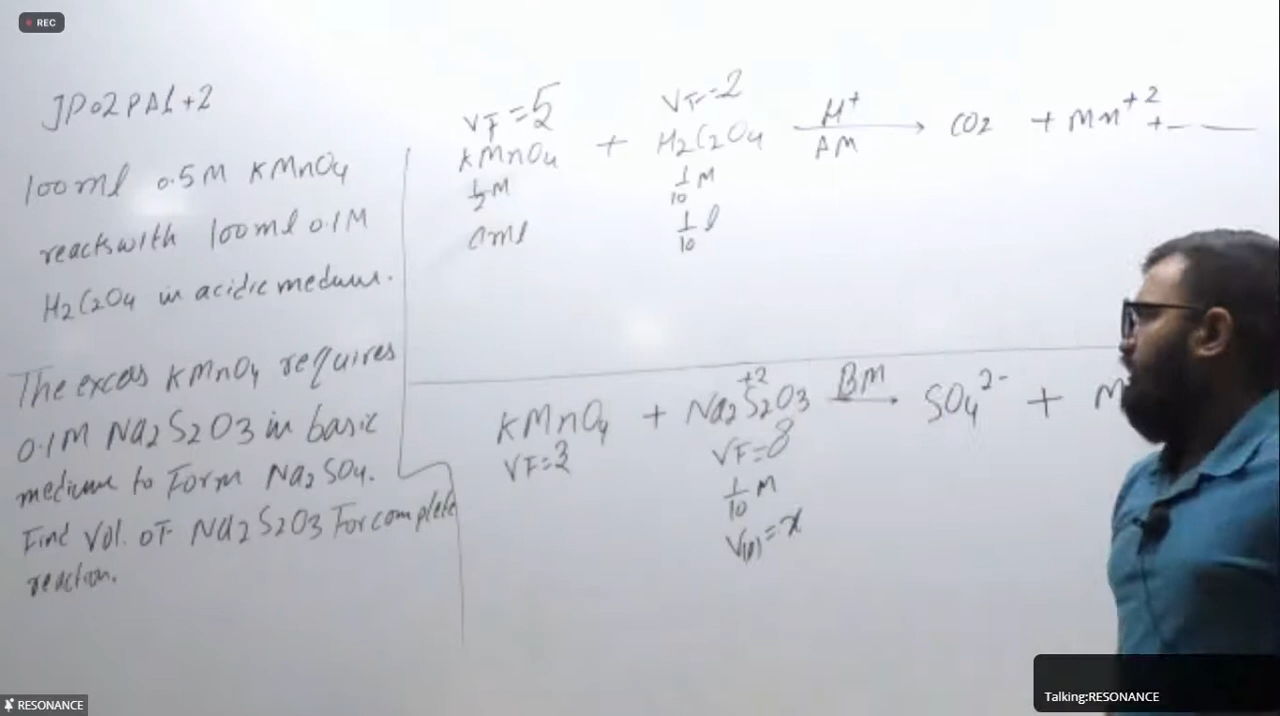 REC
JP02PAL+2
100ml 0.5M KMnO4
reacts with 100ml 0.1M
H2C2O4 in acidic medium.
The excess KMnO4 requires
0.1M Na2S2O3 in basic
medium to form Na2SO4.
Find Vol. of Na2S2O3 For complete
reaction.
VF=5 VF=2
KMnO4 + H2C2O4 H+ AM → CO2 + Mn+2 + — —
1/2 M 1/10 M
1/10 l
KMnO4 + Na2S2O3 +2 BM → SO4 2- + M
VF=3 VF=8
1/10 M
V(l)=x
RESONANCE
Talking:RESONANCE